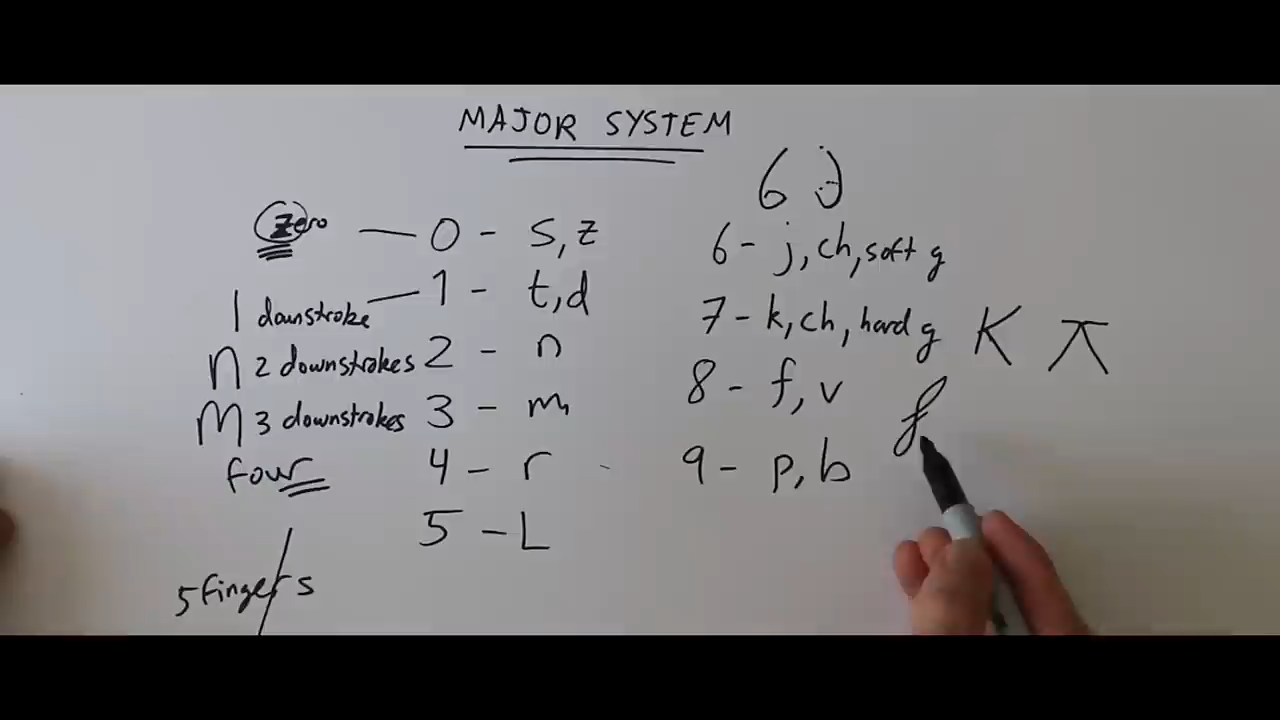 MAJOR SYSTEM
zero — 0 - s, z
1 downstroke — 1 - t, d
n 2 downstrokes 2 - n
m 3 downstrokes 3 - m
four 4 - r
5 - L
5 fingers
6
6 - j, ch, soft g
7 - k, ch, hard g K
8 - f, v f
9 - p, b